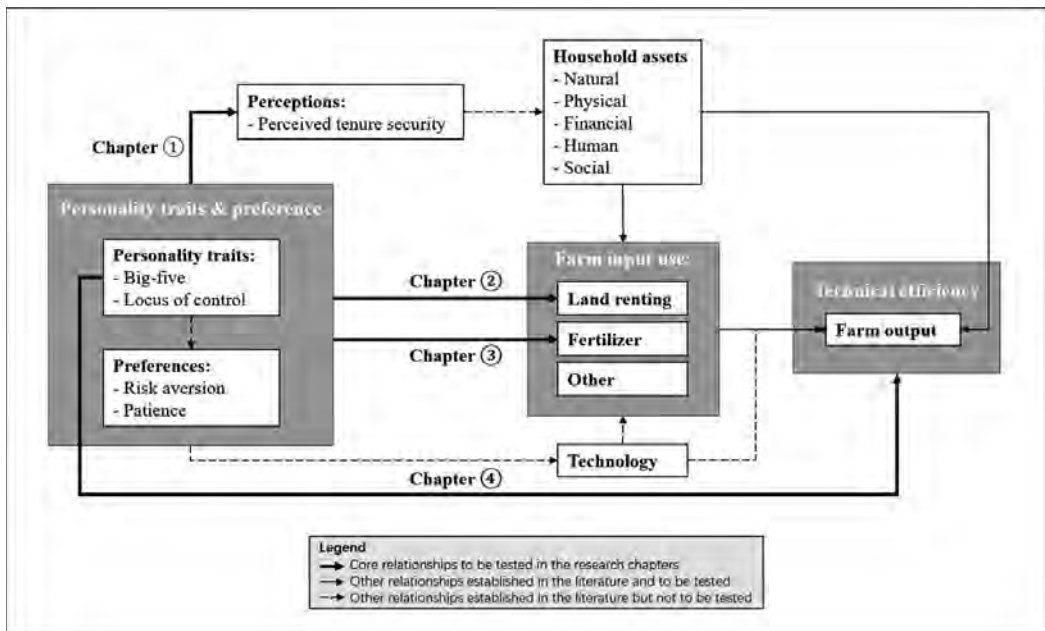 Household assets
- Natural
- Physical
- Financial
- Human
- Social
Perceptions:
- Perceived tenure security
Chapter ①
Personality traits & preference
Personality traits:
- Big-five
- Locus of control
Preferences:
- Risk aversion
- Patience
Chapter ②
Chapter ③
Farm input use
Land renting
Fertilizer
Other
Technical efficiency
Farm output
Technology
Chapter ④
Legend
Core relationships to be tested in the research chapters
Other relationships established in the literature and to be tested
Other relationships established in the literature but not to be tested